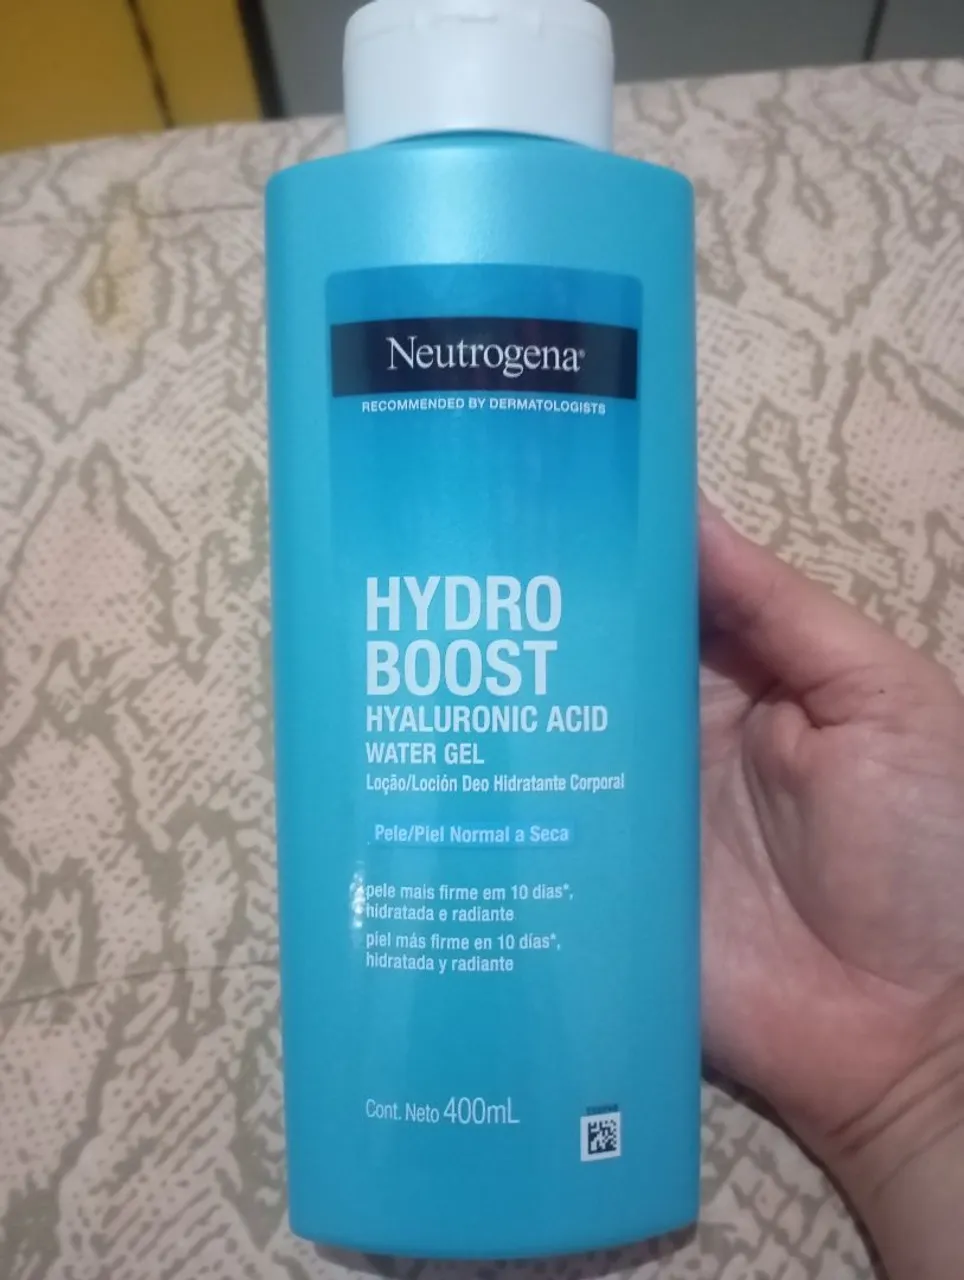 Neutrogena®
RECOMMENDED BY DERMATOLOGISTS
HYDRO
BOOST
HYALURONIC ACID
WATER GEL
Loção/Loción Deo Hidratante Corporal
Pele/Piel Normal a Seca
pele mais firme em 10 dias*,
hidratada e radiante
piel más firme en 10 días*,
hidratada y radiante
Cont. Neto 400mL